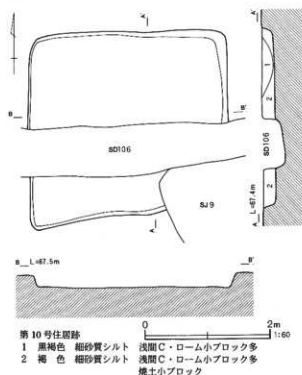 A'
A'
1
2
B
B'
SD106
SD106
2
SJ9
A
A L=67.4m
B L=67.5m
B'
第10号住居跡
1 黒褐色 細砂質シルト 浅間C・ローム小ブロック多
2 褐色 細砂質シルト 浅間C・ローム小ブロック多
焼土小ブロック
0 2m
1:60